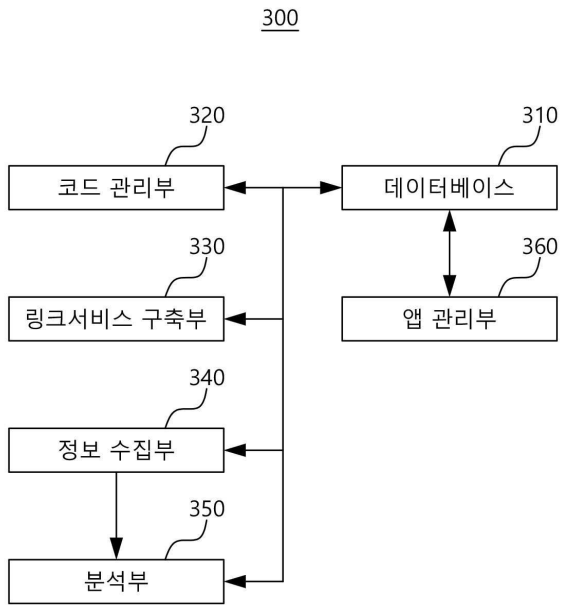 300
320
310
코드 관리부
데이터베이스
330
360
링크서비스 구축부
앱 관리부
340
정보 수집부
350
분석부